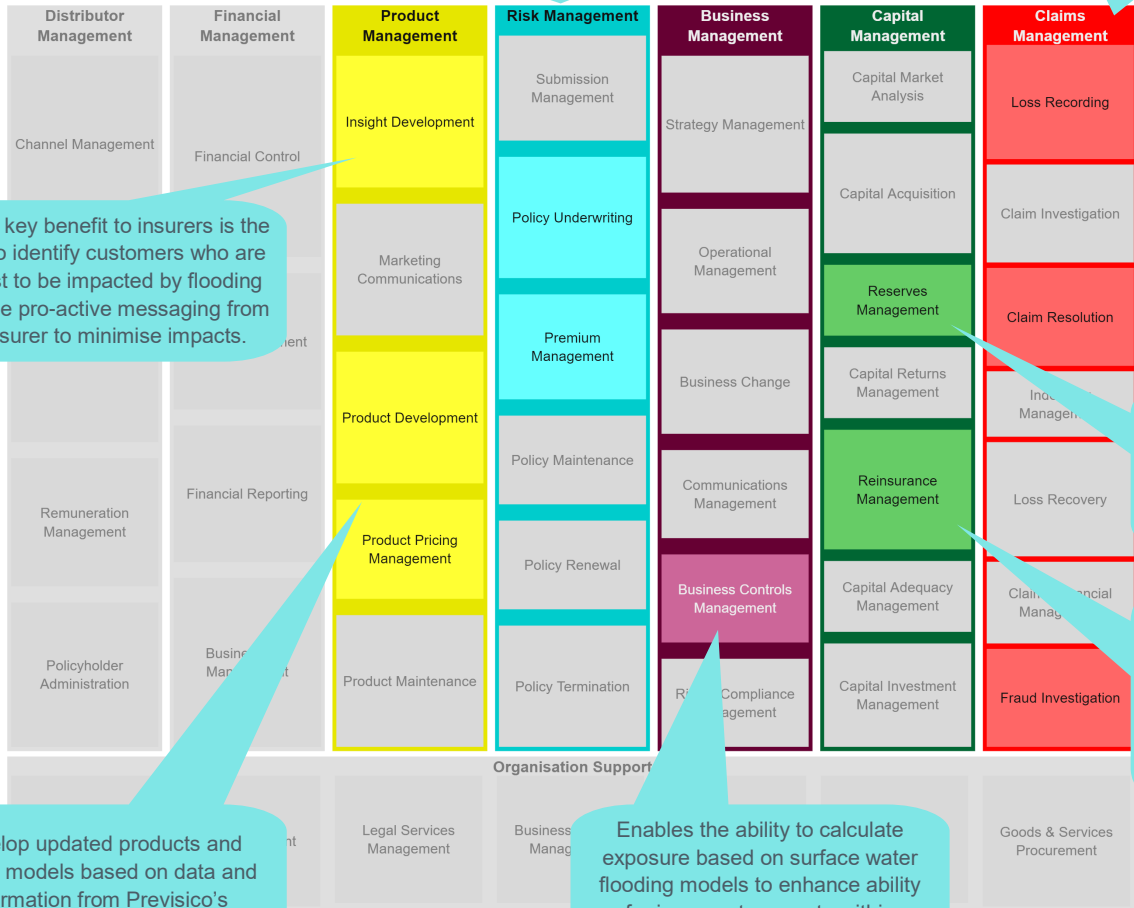 Distributor
Management
Channel Management
Remuneration
Management
Policyholder
Administration
Financial
Management
Financial Control
Financial Reporting
Product
Management
Insight Development
Marketing
Communications
Product Development
Product Pricing
Management
Product Maintenance
Risk Management
Submission
Management
Policy Underwriting
Premium
Management
Policy Maintenance
Policy Renewal
Policy Termination
Business
Management
Strategy Management
Operational
Management
Business Change
Communications
Management
Business Controls
Management
Compliance
Capital
Management
Capital Market
Analysis
Capital Acquisition
Reserves
Management
Capital Returns
Management
Reinsurance
Management
Capital Adequacy
Management
Capital Investment
Management
Claims
Management
Loss Recording
Claim Investigation
Claim Resolution
Loss Recovery
Fraud Investigation
key benefit to insurers is the
identify customers who are
to be impacted by flooding
pro-active messaging from
to minimise impacts.
Organisation Support
Legal Services
Management
Business
Goods & Services
Procurement
updated products and
models based on data and
from Previsico's
Enables the ability to calculate
exposure based on surface water
flooding models to enhance ability